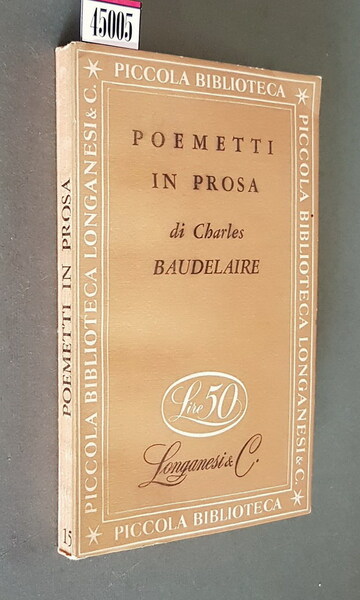 45005
PICCOLA BIBLIOTECA
POEMETTI
IN PROSA
di Charles
BAUDELAIRE
Lire 50
Longanesi & C.
PICCOLA BIBLIOTECA
PICCOLA BIBLIOTECA LONGANESI & C.
PICCOLA BIBLIOTECA LONGANESI & C.
POEMETTI IN PROSA
15